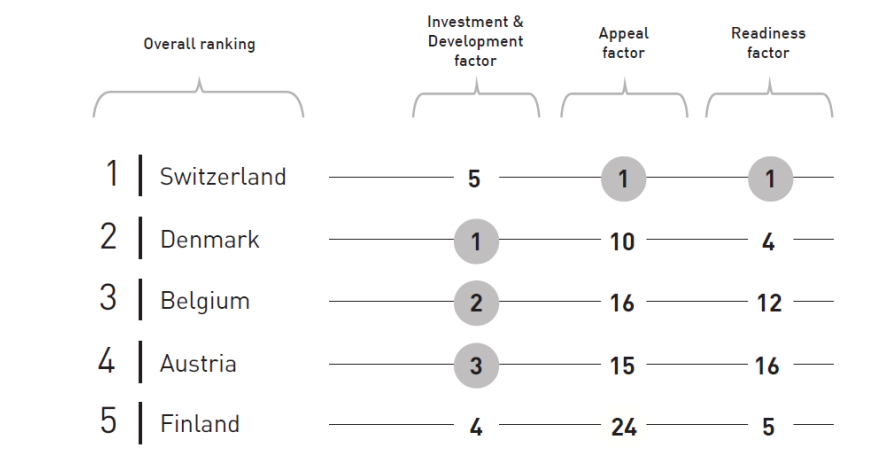 Overall ranking
Investment &
Development
factor
Appeal
factor
Readiness
factor
1 Switzerland 5 1 1
2 Denmark 1 10 4
3 Belgium 2 16 12
4 Austria 3 15 16
5 Finland 4 24 5